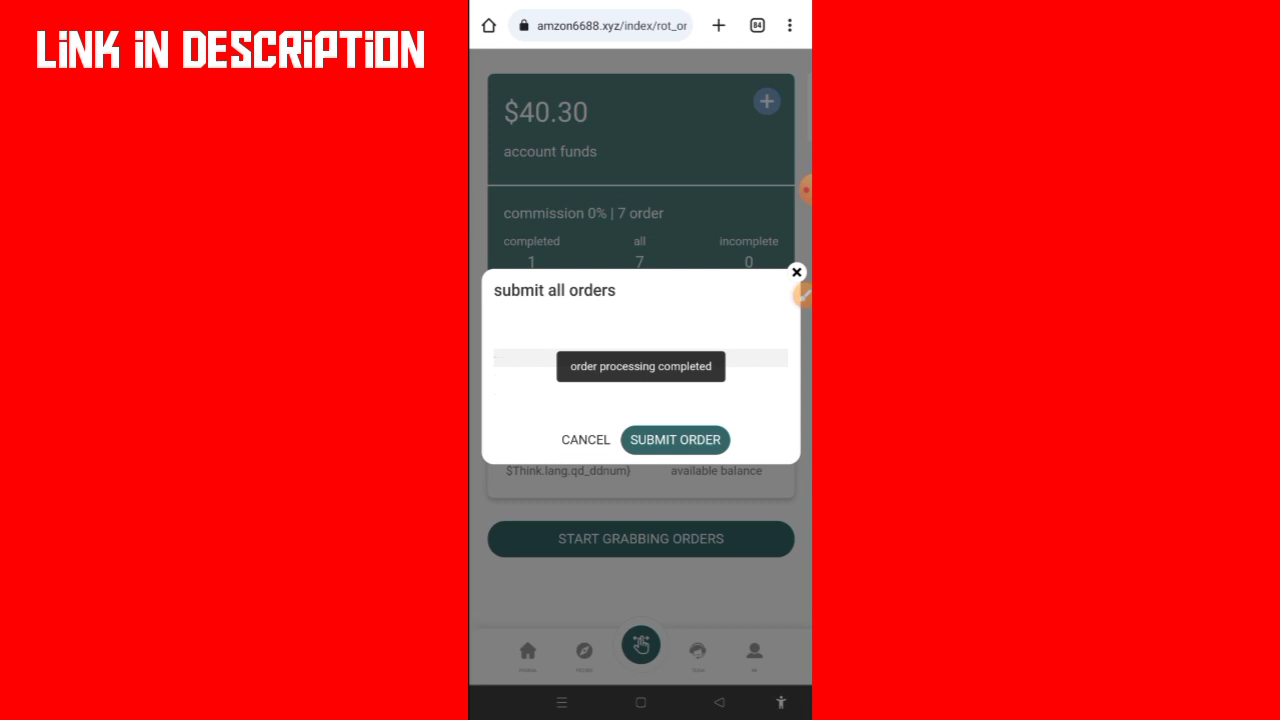 LINK IN DESCRIPTION
amzon6688.xyz/index/rot_or
84
$40.30
account funds
commission 0% | 7 order
completed all incomplete
1 7 0
submit all orders
order processing completed
CANCEL SUBMIT ORDER
$Think.lang.qd_ddnum} available balance
START GRABBING ORDERS